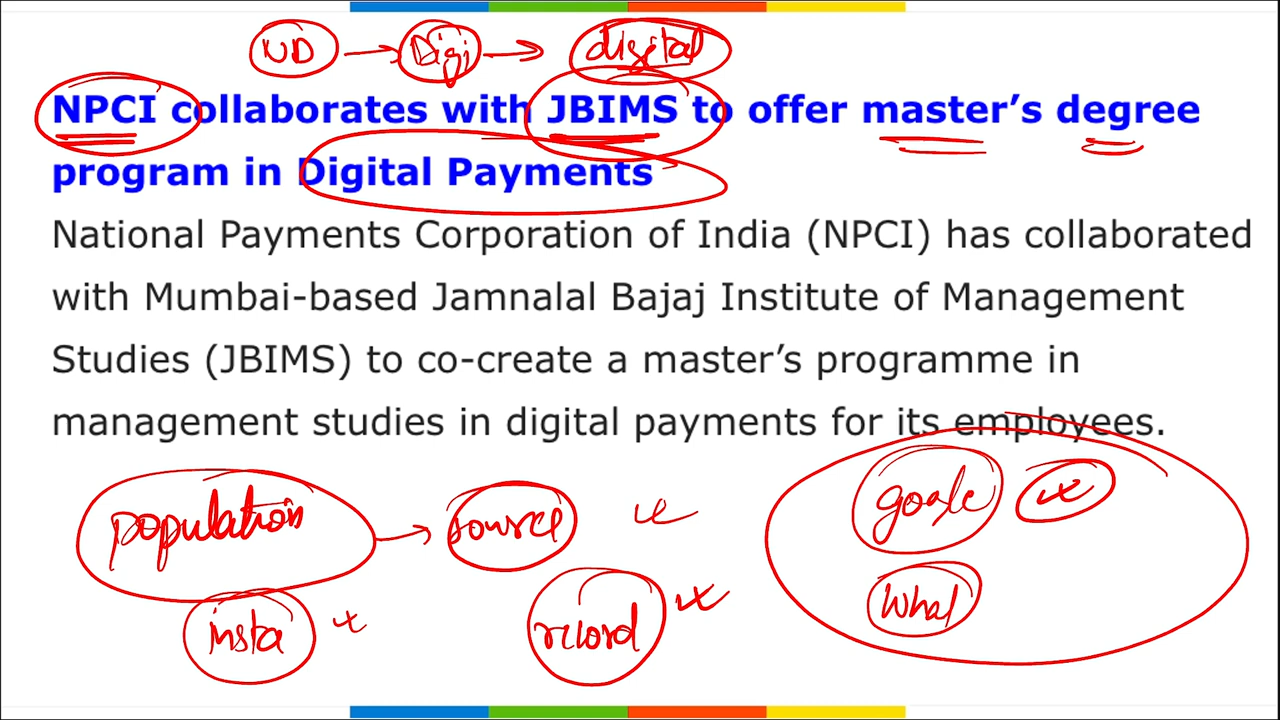 UD → Digi → digital
NPCI collaborates with JBIMS to offer master’s degree
program in Digital Payments
National Payments Corporation of India (NPCI) has collaborated
with Mumbai-based Jamnalal Bajaj Institute of Management
Studies (JBIMS) to co-create a master’s programme in
management studies in digital payments for its employees.
population → source
insta
record